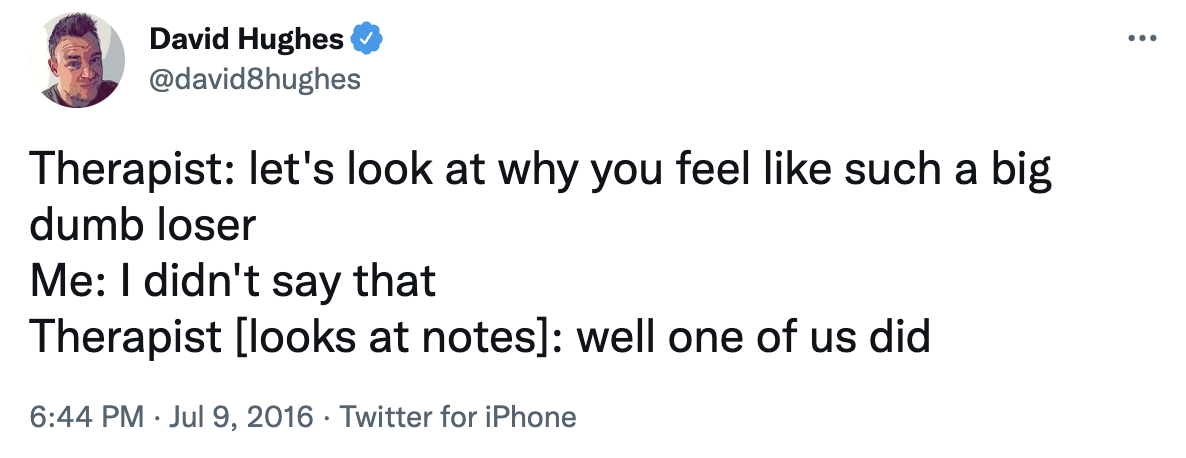 David Hughes
@david8hughes
Therapist: let's look at why you feel like such a big
dumb loser
Me: I didn't say that
Therapist [looks at notes]: well one of us did
6:44 PM · Jul 9, 2016 · Twitter for iPhone